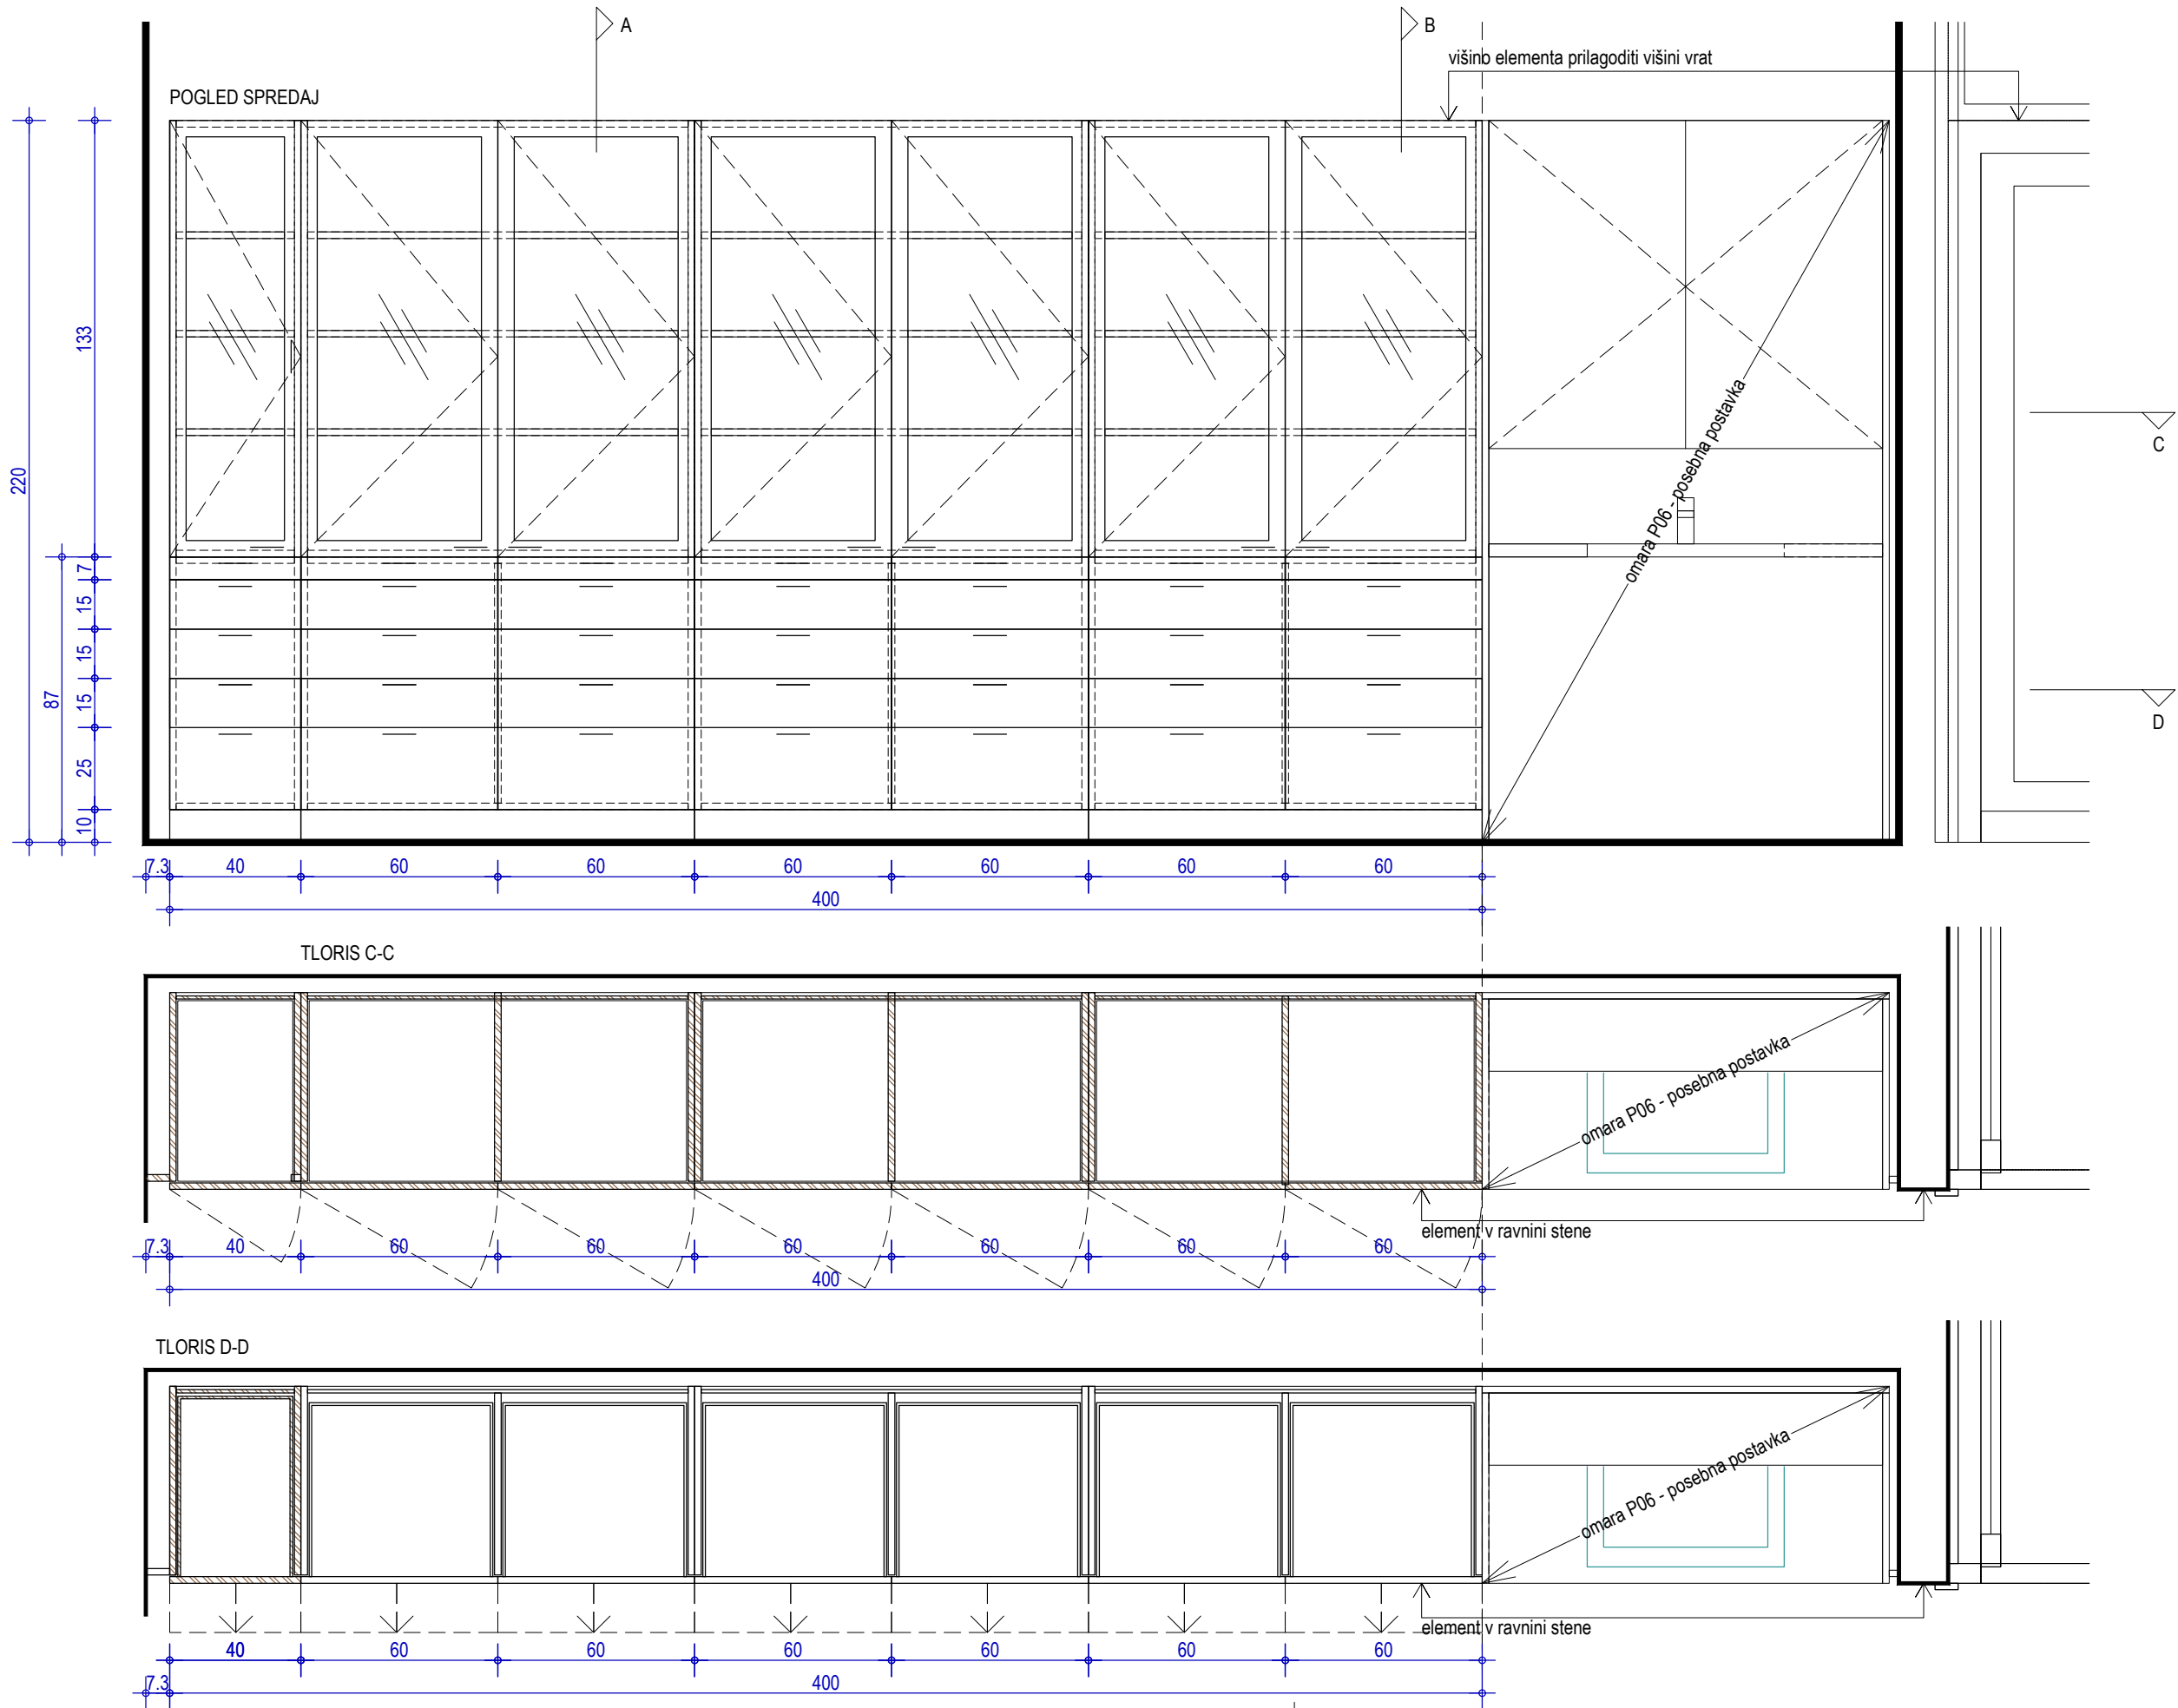 A
B
višino elementa prilagoditi višini vrat
POGLED SPREDAJ
220
133
87
7
15
15
15
25
10
omara P06 - posebna postavka
C
D
7.3 40 60 60 60 60 60 60
400
TLORIS C-C
omara P06 - posebna postavka
element v ravnini stene
7.3 40 60 60 60 60 60 60
400
TLORIS D-D
omara P06 - posebna postavka
element v ravnini stene
40 60 60 60 60 60 60
7.3 400